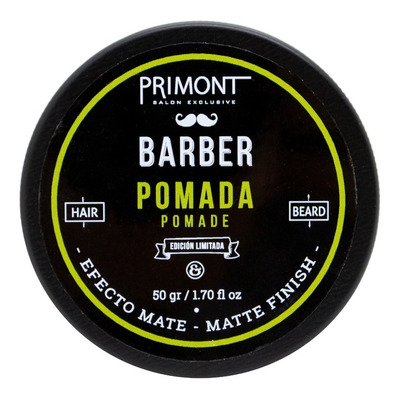 PRIMONT
SALON EXCLUSIVE
BARBER
POMADA
POMADE
HAIR
BEARD
EDICIÓN LIMITADA
&
50 gr / 1.70 fl oz
- EFECTO MATE - MATTE FINISH -